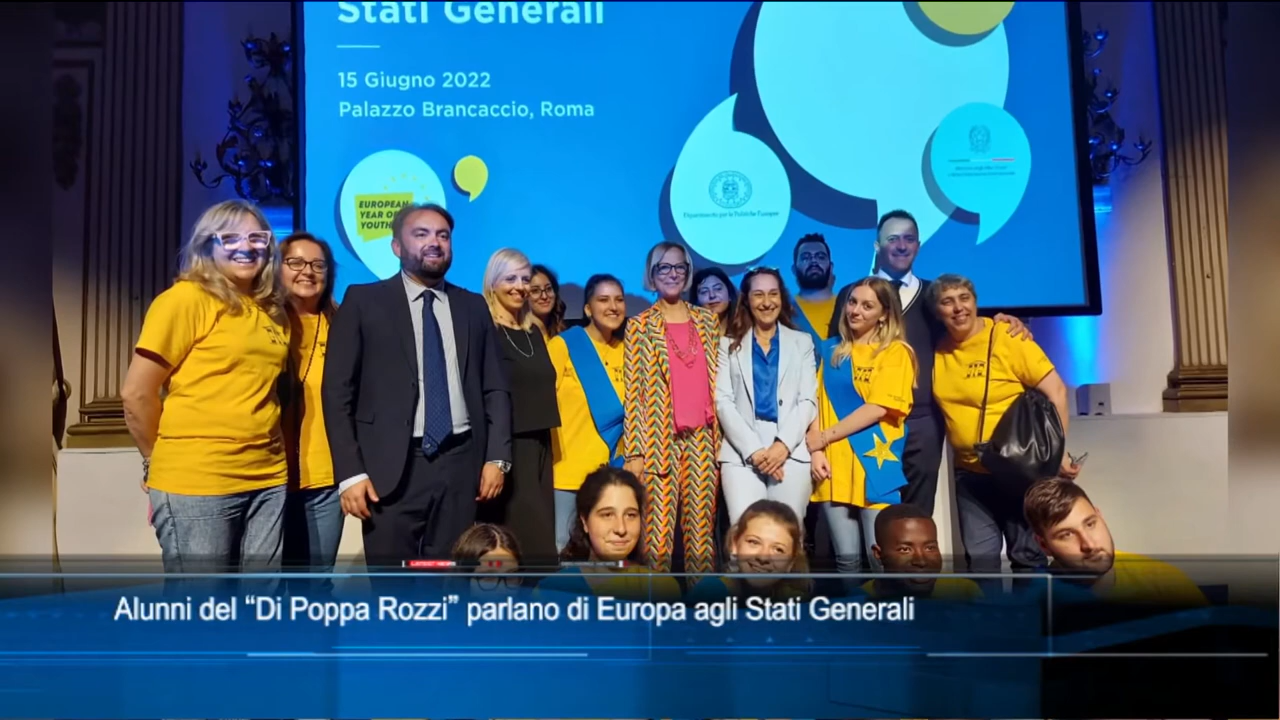 Stati Generali
15 Giugno 2022
Palazzo Brancaccio, Roma
EUROPEAN
YEAR OF
YOUTH
Dipartimento per le Politiche Europee
LATEST NEWS
Alunni del “Di Poppa Rozzi” parlano di Europa agli Stati Generali